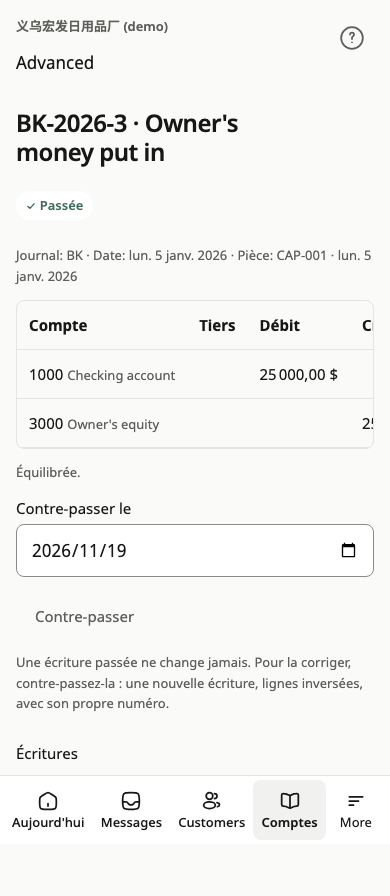 义乌宏发日用品厂 (demo)
Advanced
BK-2026-3 · Owner's
money put in
✓ Passée
Journal: BK · Date: lun. 5 janv. 2026 · Pièce: CAP-001 · lun. 5
janv. 2026
Compte Tiers Débit
1000 Checking account 25 000,00 $
3000 Owner's equity
Équilibrée.
Contre-passer le
2026/11/19
Contre-passer
Une écriture passée ne change jamais. Pour la corriger,
contre-passez-la : une nouvelle écriture, lignes inversées,
avec son propre numéro.
Écritures
Aujourd'hui Messages Customers Comptes More